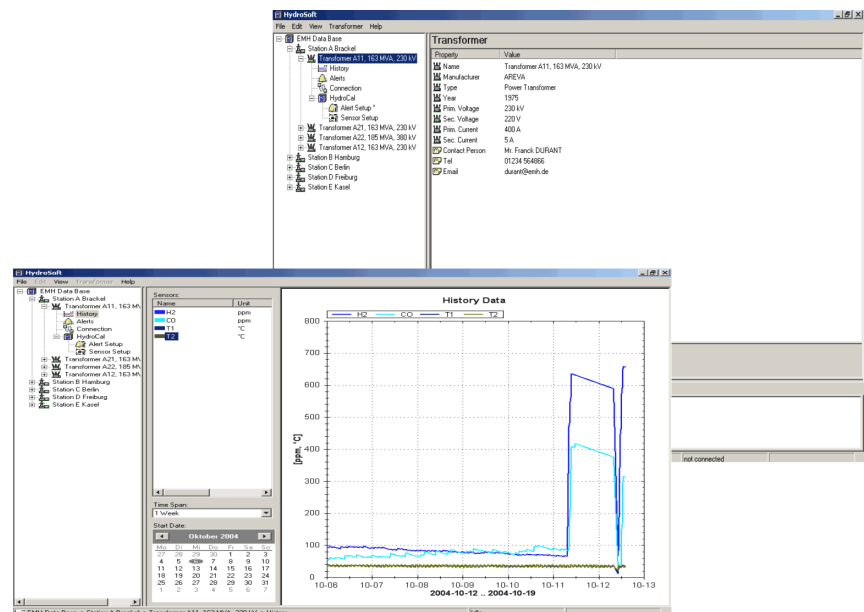 HydroSoft
File Edit View Transformer Help
EMH Data Base
Station A Brackel
Transformer A11, 163 MVA, 230 kV
History
Alerts
Connection
HydroCal
Alert Setup *
Sensor Setup
Transformer A21, 163 MVA, 230 kV
Transformer A22, 185 MVA, 380 kV
Transformer A12, 163 MVA, 230 kV
Station B Hamburg
Station C Berlin
Station D Freiburg
Station E Kasel
Transformer
Property Value
Name Transformer A11, 163 MVA, 230 kV
Manufacturer AREVA
Type Power Transformer
Year 1975
Prim. Voltage 230 kV
Sec. Voltage 220 V
Prim. Current 400 A
Sec. Current 5 A
Contact Person Mr. Franck DURANT
Tel 01234 564866
Email durant@emh.de
not connected
HydroSoft
File Edit View Transformer Help
EMH Data Base
Station A Brackel
Transformer A11, 163 M
History
Alerts
Connection
HydroCal
Alert Setup
Sensor Setup
Transformer A21, 163 M
Transformer A22, 185 M
Transformer A12, 163 M
Station B Hamburg
Station C Berlin
Station D Freiburg
Station E Kasel
Sensors:
Name Unit
H2 ppm
CO ppm
T1 °C
T2 °C
Time Span:
1 Week
Start Date:
Oktober 2004
Mo Di Mi Do Fr Sa So
27 28 29 30 1 2 3
4 5 6 7 8 9 10
11 12 13 14 15 16 17
18 19 20 21 22 23 24
25 26 27 28 29 30 31
1 2 3 4 5 6 7
History Data
H2 CO T1 T2
[ppm, °C]
800
700
600
500
400
300
200
100
0
10-06 10-07 10-08 10-09 10-10 10-11 10-12 10-13
2004-10-12 .. 2004-10-19